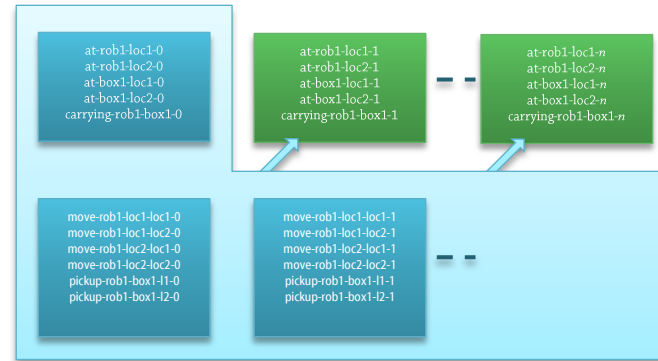 at-rob1-loc1-0
at-rob1-loc2-0
at-box1-loc1-0
at-box1-loc2-0
carrying-rob1-box1-0
at-rob1-loc1-1
at-rob1-loc2-1
at-box1-loc1-1
at-box1-loc2-1
carrying-rob1-box1-1
at-rob1-loc1-n
at-rob1-loc2-n
at-box1-loc1-n
at-box1-loc2-n
carrying-rob1-box1-n
move-rob1-loc1-loc1-0
move-rob1-loc1-loc2-0
move-rob1-loc2-loc1-0
move-rob1-loc2-loc2-0
pickup-rob1-box1-l1-0
pickup-rob1-box1-l2-0
move-rob1-loc1-loc1-1
move-rob1-loc1-loc2-1
move-rob1-loc2-loc1-1
move-rob1-loc2-loc2-1
pickup-rob1-box1-l1-1
pickup-rob1-box1-l2-1